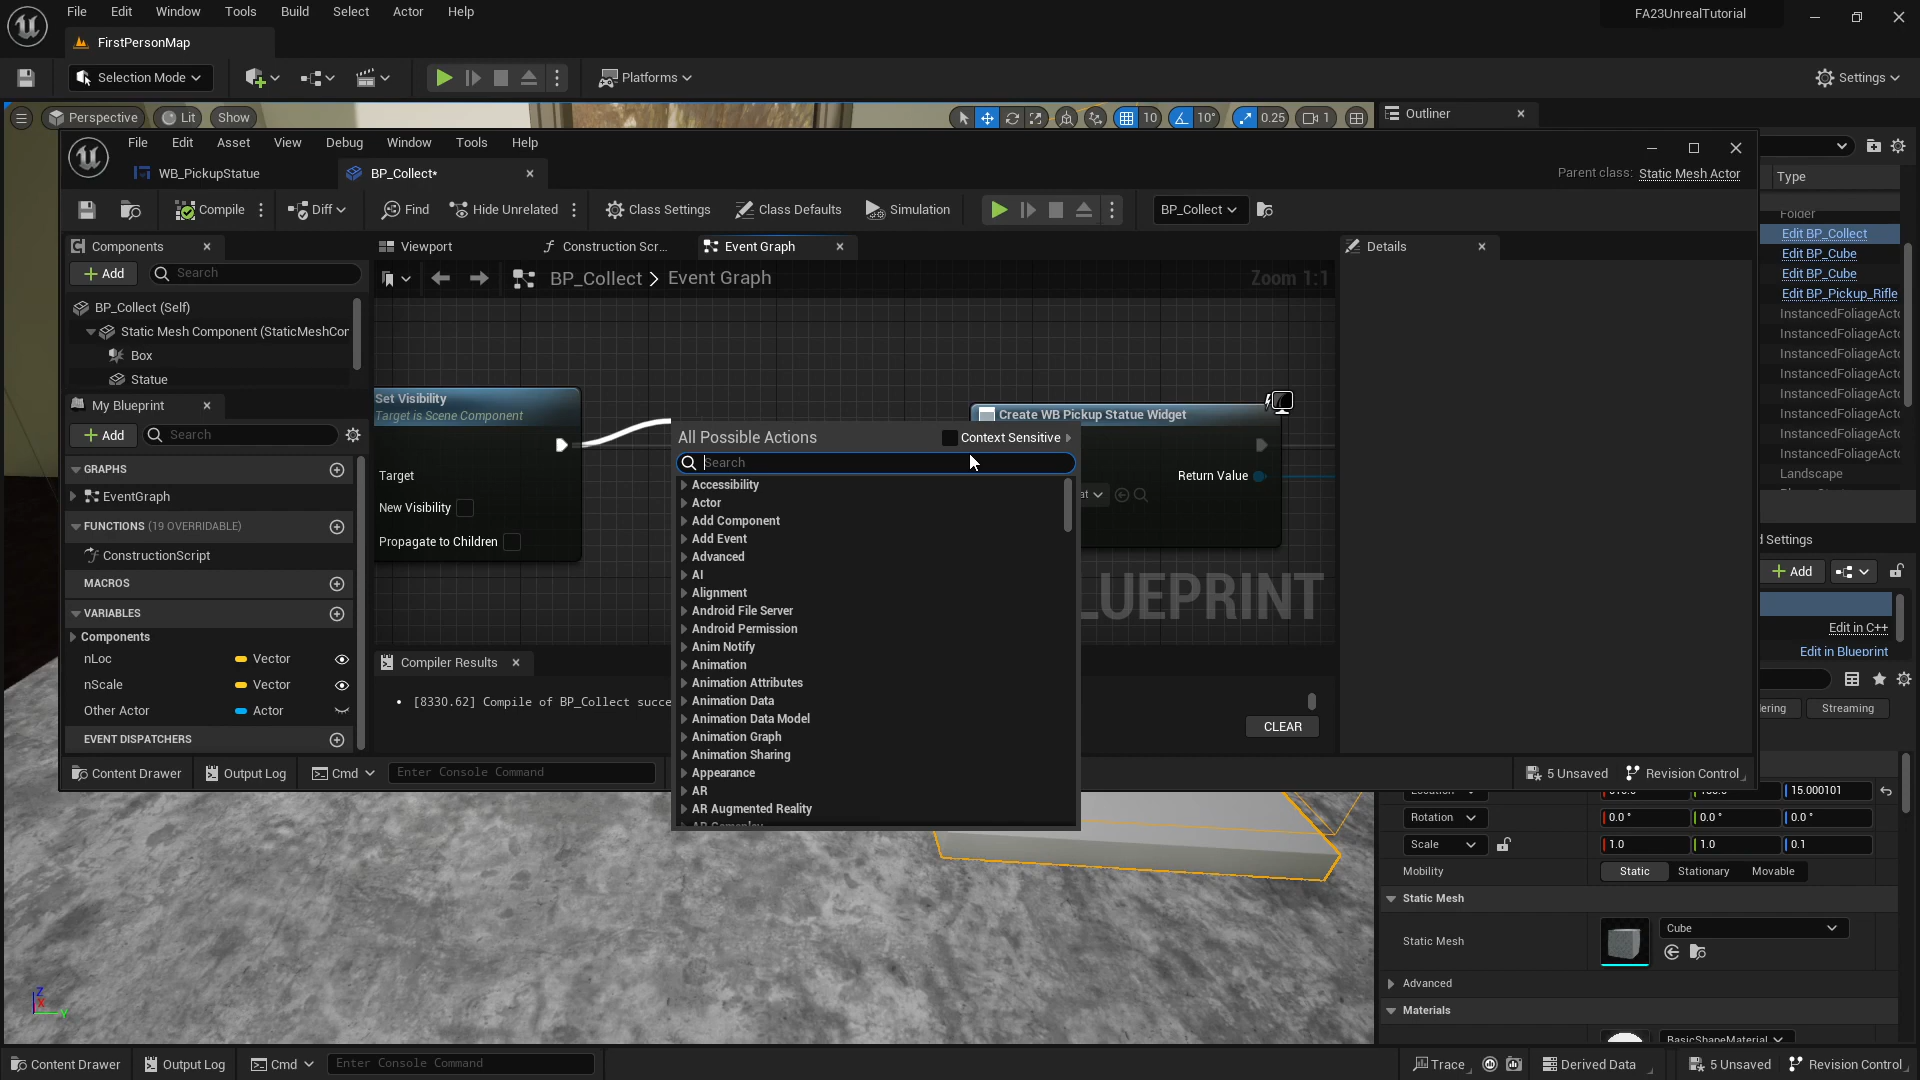 File Edit Window Tools Build Select Actor Help
FA23UnrealTutorial
FirstPersonMap
Selection Mode
Platforms
Settings
Perspective Lit Show
10 10° 0.25 1
Outliner
File Edit Asset View Debug Window Tools Help
WB_PickupStatue
BP_Collect*
Parent class: Static Mesh Actor
Type
Compile Diff Find Hide Unrelated Class Settings Class Defaults Simulation BP_Collect
Folder
Edit BP_Collect
Edit BP_Cube
Edit BP_Cube
Edit BP_Pickup_Rifle
InstancedFoliageActo
InstancedFoliageActo
InstancedFoliageActo
InstancedFoliageActo
InstancedFoliageActo
InstancedFoliageActo
InstancedFoliageActo
InstancedFoliageActo
Landscape
Components
Viewport
Construction Scr...
Event Graph
Details
Add
Search
BP_Collect > Event Graph
Zoom 1:1
BP_Collect (Self)
Static Mesh Component (StaticMeshCor
Box
Statue
My Blueprint
Add
Search
GRAPHS
EventGraph
FUNCTIONS (19 OVERRIDABLE)
ConstructionScript
MACROS
VARIABLES
Components
nLoc Vector
nScale Vector
Other Actor Actor
EVENT DISPATCHERS
Set Visibility
Target is Scene Component
Target
New Visibility
Propagate to Children
Create WB Pickup Statue Widget
Return Value
LUEPRINT
All Possible Actions
Context Sensitive
Search
Accessibility
Actor
Add Component
Add Event
Advanced
AI
Alignment
Android File Server
Android Permission
Anim Notify
Animation
Animation Attributes
Animation Data
Animation Data Model
Animation Graph
Animation Sharing
Appearance
AR
AR Augmented Reality
AR Gameplay
Compiler Results
[8330.62] Compile of BP_Collect succe
CLEAR
Content Drawer Output Log Cmd Enter Console Command
5 Unsaved Revision Control
d Settings
Add
Edit in C++
Edit in Blueprint
Streaming
Location 15.000101
Rotation 0.0° 0.0° 0.0°
Scale 1.0 1.0 0.1
Mobility Static Stationary Movable
Static Mesh
Static Mesh
Cube
Advanced
Materials
BasicShapeMaterial
Z
X
Y
Content Drawer Output Log Cmd Enter Console Command
Trace Derived Data 5 Unsaved Revision Control